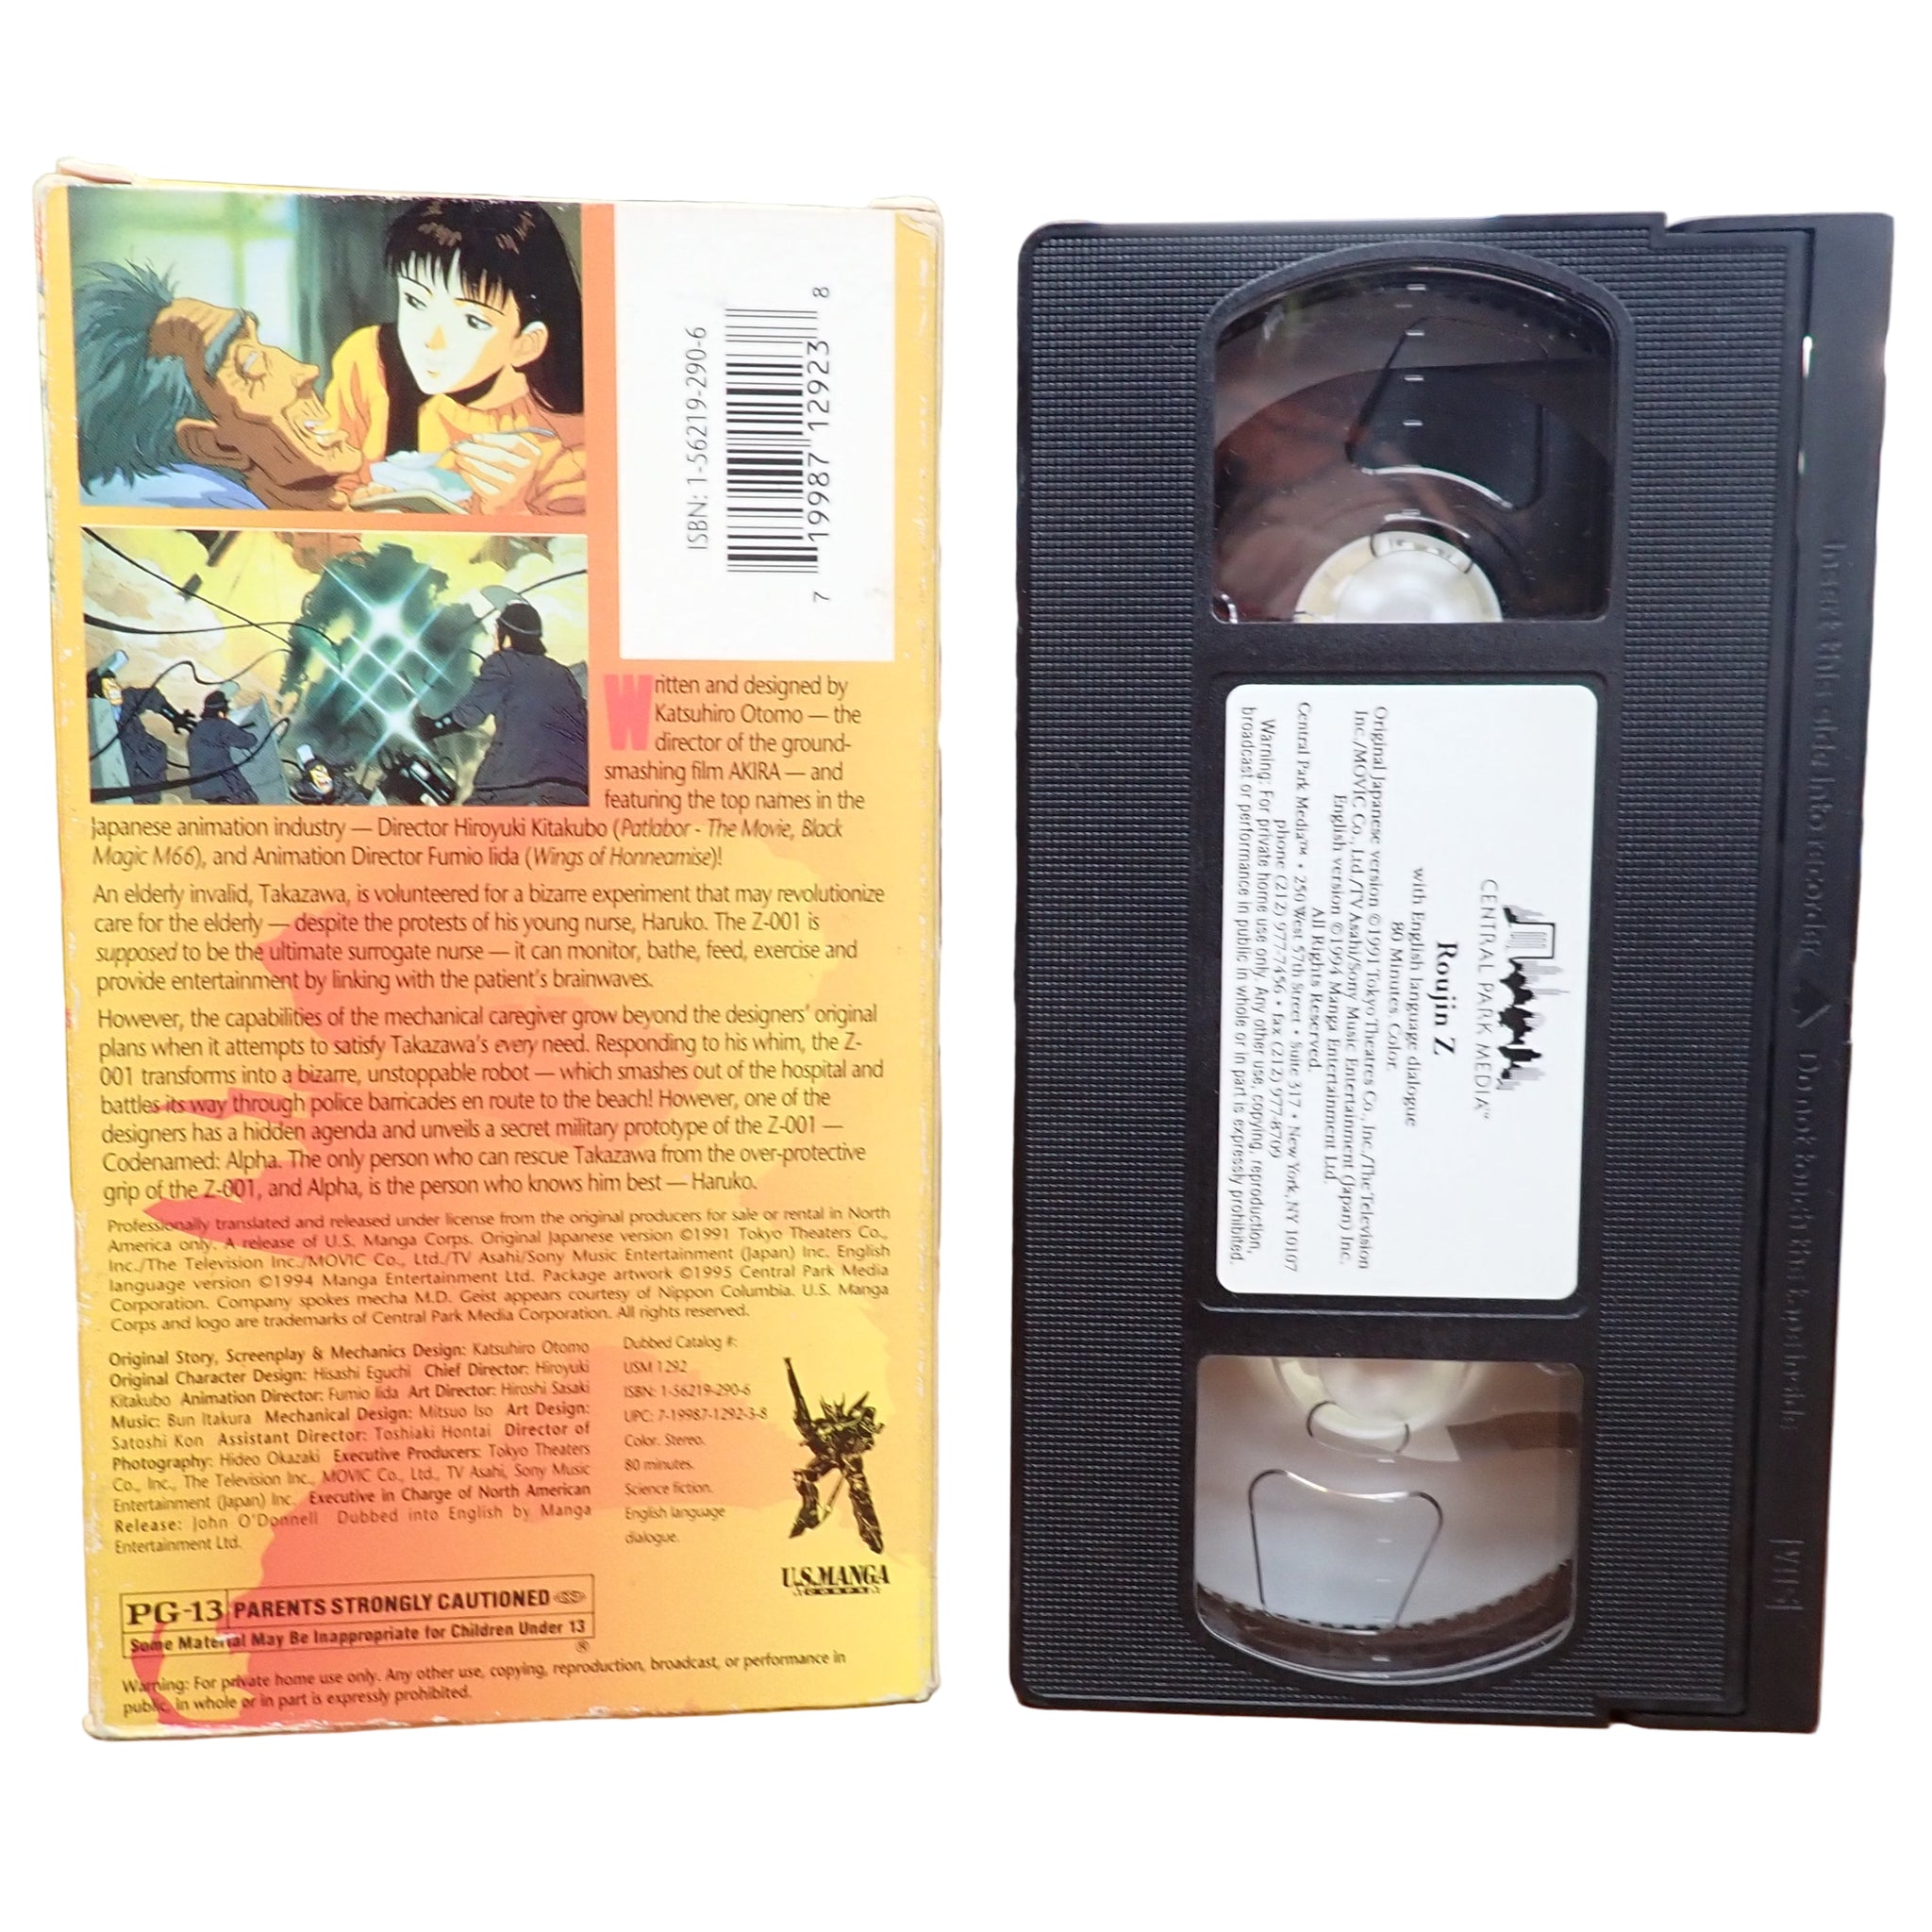 ISBN: 1-56219-290-6
7 19987 12923 8
Written and designed by
Katsuhiro Otomo — the
director of the ground-
smashing film AKIRA — and
featuring the top names in the
Japanese animation industry — Director Hiroyuki Kitakubo (Patlabor - The Movie, Black
Magic M66), and Animation Director Fumio Iida (Wings of Honneamise)!
An elderly invalid, Takazawa, is volunteered for a bizarre experiment that may revolutionize
care for the elderly — despite the protests of his young nurse, Haruko. The Z-001 is
supposed to be the ultimate surrogate nurse — it can monitor, bathe, feed, exercise and
provide entertainment by linking with the patient's brainwaves.
However, the capabilities of the mechanical caregiver grow beyond the designers' original
plans when it attempts to satisfy Takazawa's every need. Responding to his whim, the Z-
001 transforms into a bizarre, unstoppable robot — which smashes out of the hospital and
battles its way through police barricades en route to the beach! However, one of the
designers has a hidden agenda and unveils a secret military prototype of the Z-001 —
Codenamed: Alpha. The only person who can rescue Takazawa from the over-protective
grip of the Z-001, and Alpha, is the person who knows him best — Haruko.
Professionally translated and released under license from the original producers for sale or rental in North
America only. A release of U.S. Manga Corps. Original Japanese version ©1991 Tokyo Theaters Co.,
Inc./The Television Inc./MOVIC Co., Ltd./TV Asahi/Sony Music Entertainment (Japan) Inc. English
language version ©1994 Manga Entertainment Ltd. Package artwork ©1995 Central Park Media
Corporation. Company spokes mecha M.D. Geist appears courtesy of Nippon Columbia. U.S. Manga
Corps and logo are trademarks of Central Park Media Corporation. All rights reserved.
Original Story, Screenplay & Mechanics Design: Katsuhiro Otomo
Original Character Design: Hisashi Eguchi Chief Director: Hiroyuki
Kitakubo Animation Director: Fumio Iida Art Director: Hiroshi Sasaki
Music: Bun Itakura Mechanical Design: Mitsuo Iso Art Design:
Satoshi Kon Assistant Director: Toshiaki Hontai Director of
Photography: Hideo Okazaki Executive Producers: Tokyo Theaters
Co., Inc., The Television Inc., MOVIC Co., Ltd., TV Asahi, Sony Music
Entertainment (Japan) Inc. Executive in Charge of North American
Release: John O'Donnell Dubbed into English by Manga
Entertainment Ltd.
Dubbed Catalog #:
USM 1292
ISBN: 1-56219-290-6
UPC: 7-19987-1292-3-8
Color. Stereo.
80 minutes.
Science fiction.
English language
dialogue.
U.S. MANGA
CORPS
PG-13 PARENTS STRONGLY CAUTIONED
Some Material May Be Inappropriate for Children Under 13
®
Warning: For private home use only. Any other use, copying, reproduction, broadcast, or performance in
public, in whole or in part is expressly prohibited.
CENTRAL PARK MEDIA™
Roujin Z
with English language dialogue
80 Minutes. Color.
Original Japanese version ©1991 Tokyo Theatres Co., Inc./The Television
Inc./MOVIC Co., Ltd./TV Asahi/Sony Music Entertainment (Japan) Inc.
English version ©1994 Manga Entertainment Ltd.
All Rights Reserved.
Central Park Media™ • 250 West 57th Street • Suite 317 • New York, NY 10107
phone (212) 977-7456 • fax (212) 977-8709
Warning: For private home use only. Any other use, copying, reproduction,
broadcast or performance in public in whole or in part is expressly prohibited.
Insert this side into recorder ▲ Do not touch the tape inside
VHS